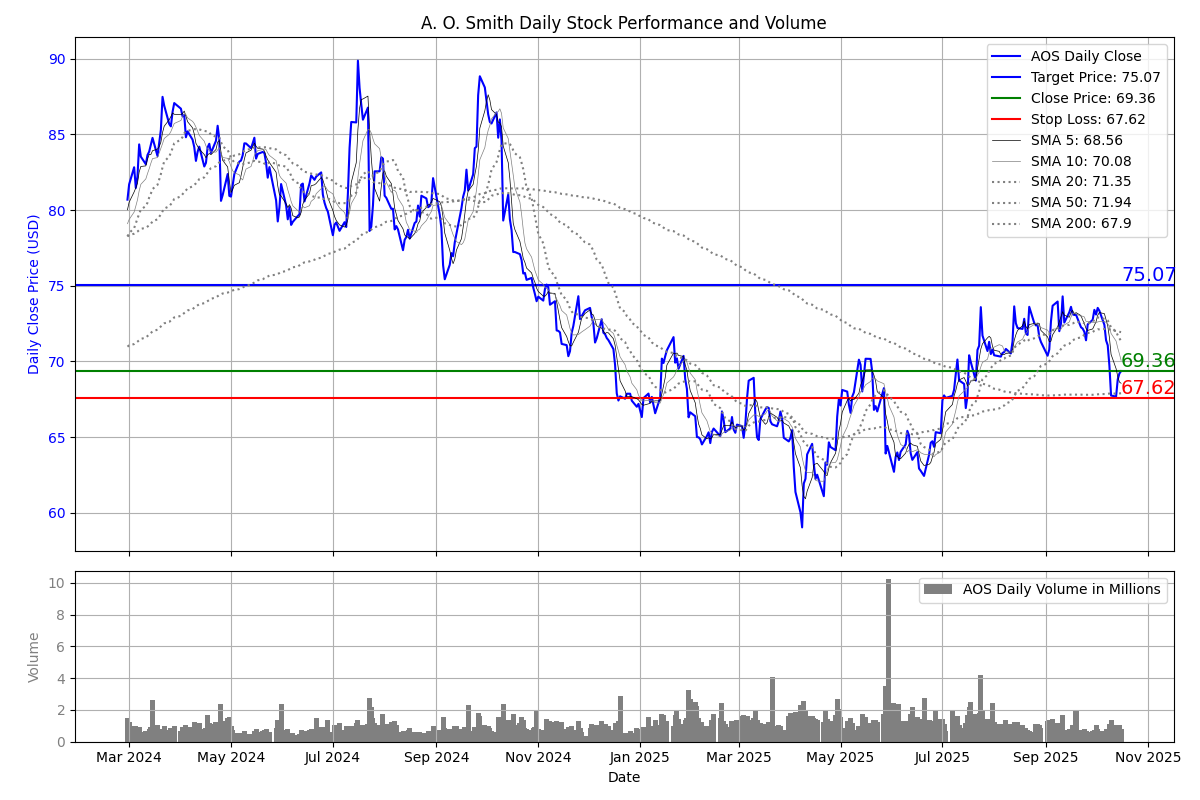 A. O. Smith Daily Stock Performance and Volume
Daily Close Price (USD)
90
85
80
75
70
65
60
AOS Daily Close
Target Price: 75.07
Close Price: 69.36
Stop Loss: 67.62
SMA 5: 68.56
SMA 10: 70.08
SMA 20: 71.35
SMA 50: 71.94
SMA 200: 67.9
75.07
69.36
67.62
Volume
10
8
6
4
2
0
AOS Daily Volume in Millions
Mar 2024 May 2024 Jul 2024 Sep 2024 Nov 2024 Jan 2025 Mar 2025 May 2025 Jul 2025 Sep 2025 Nov 2025
Date